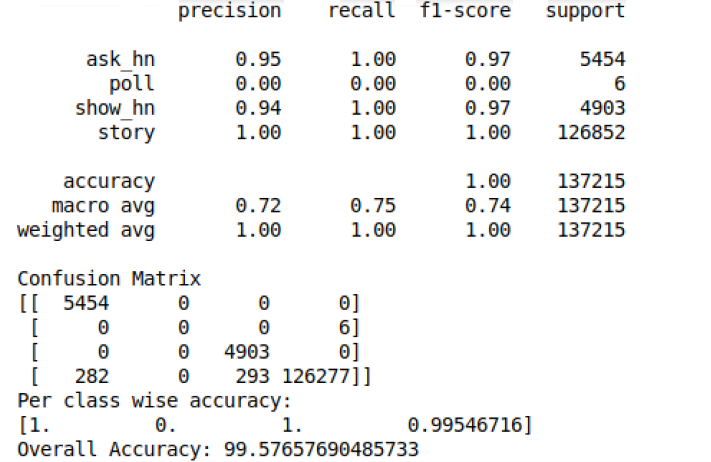 precision recall f1-score support
ask_hn 0.95 1.00 0.97 5454
poll 0.00 0.00 0.00 6
show_hn 0.94 1.00 0.97 4903
story 1.00 1.00 1.00 126852
accuracy 1.00 137215
macro avg 0.72 0.75 0.74 137215
weighted avg 1.00 1.00 1.00 137215
Confusion Matrix
[[ 5454 0 0 0]
[ 0 0 0 6]
[ 0 0 4903 0]
[ 282 0 293 126277]]
Per class wise accuracy:
[1. 0. 1. 0.99546716]
Overall Accuracy: 99.57657690485733